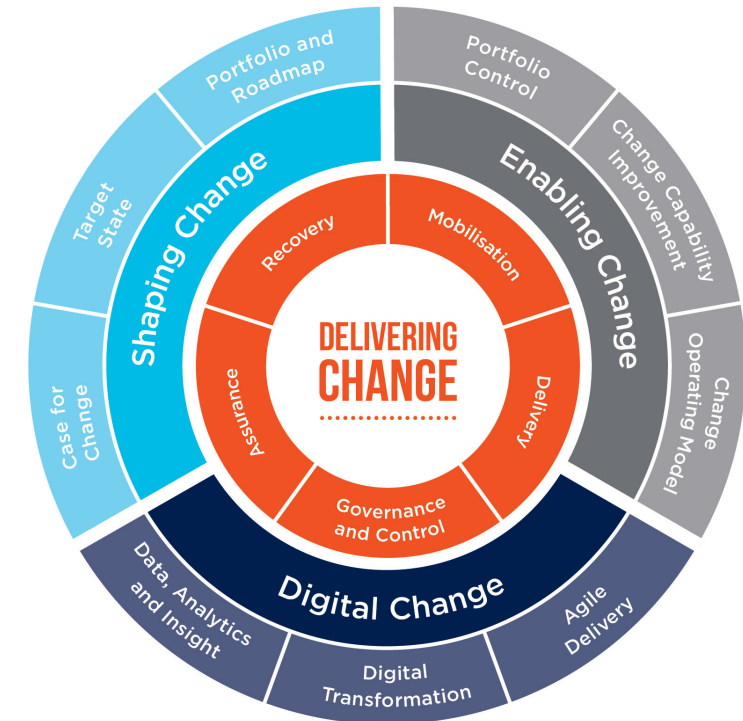 Portfolio and
Roadmap
Target
State
Case for
Change
Shaping Change
Portfolio
Control
Change Capability
Improvement
Change
Operating Model
Enabling Change
Recovery
Mobilisation
Delivery
Governance
and Control
Assurance
DELIVERING
CHANGE
Digital Change
Data, Analytics
and Insight
Digital
Transformation
Agile
Delivery